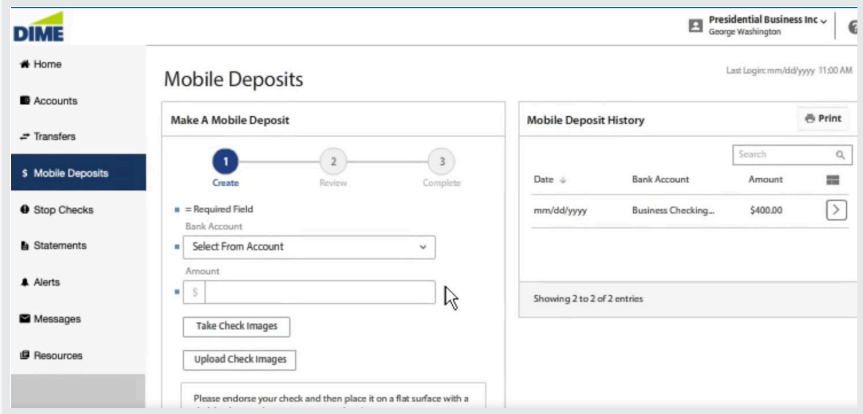 DIME
Presidential Business Inc
George Washington
Home
Accounts
Transfers
$ Mobile Deposits
Stop Checks
Statements
Alerts
Messages
Resources
Last Login: mm/dd/yyyy 11:00 AM
Mobile Deposits
Make A Mobile Deposit
1 2 3
Create Review Complete
= Required Field
Bank Account
Select From Account
Amount
$
Take Check Images
Upload Check Images
Please endorse your check and then place it on a flat surface with a
Mobile Deposit History
Print
Search
Date Bank Account Amount
mm/dd/yyyy Business Checking... $400.00
Showing 2 to 2 of 2 entries